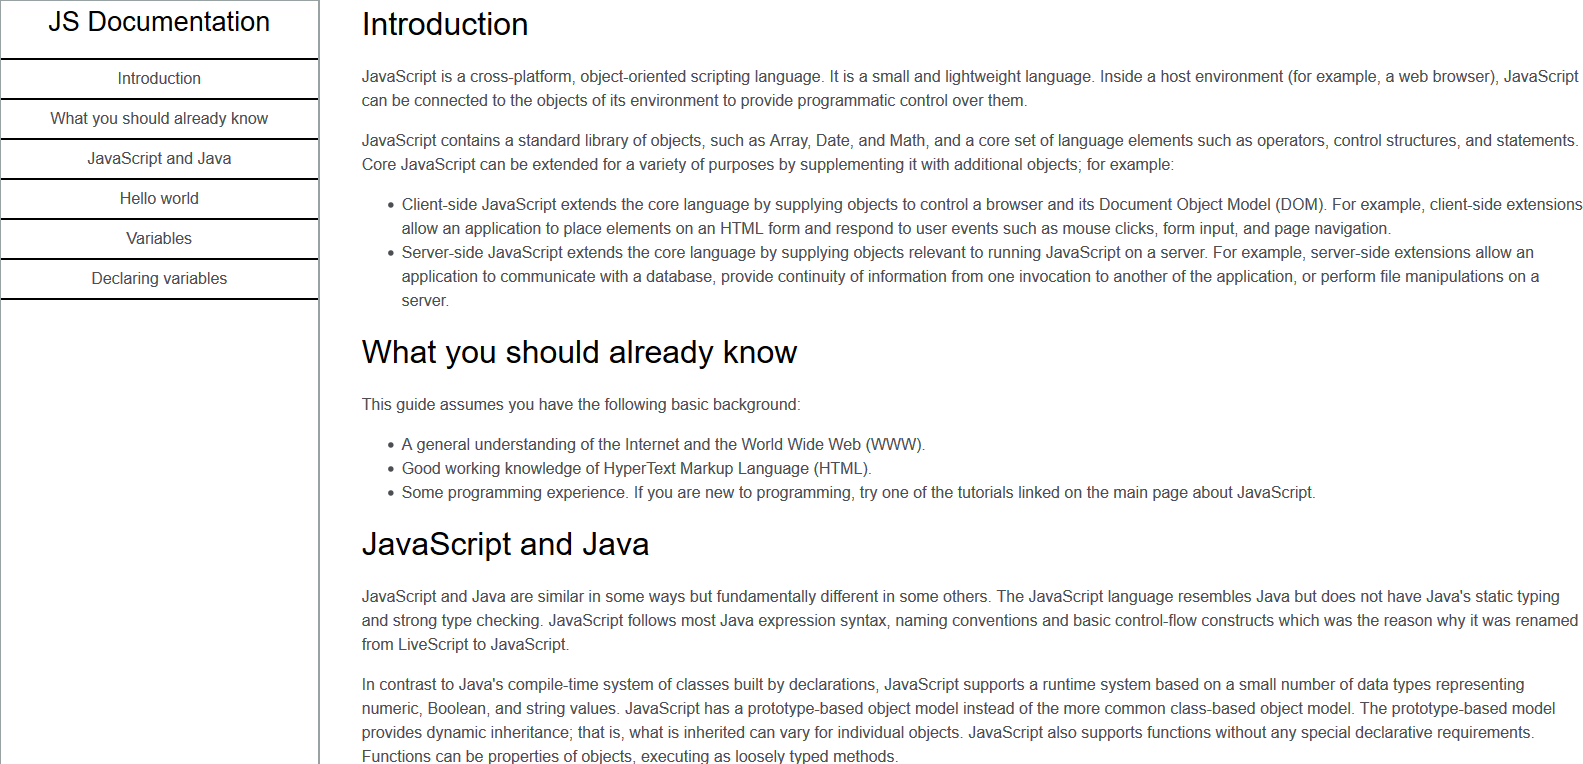 JS Documentation
Introduction
What you should already know
JavaScript and Java
Hello world
Variables
Declaring variables
Introduction
JavaScript is a cross-platform, object-oriented scripting language. It is a small and lightweight language. Inside a host environment (for example, a web browser), JavaScript
can be connected to the objects of its environment to provide programmatic control over them.
JavaScript contains a standard library of objects, such as Array, Date, and Math, and a core set of language elements such as operators, control structures, and statements.
Core JavaScript can be extended for a variety of purposes by supplementing it with additional objects; for example:
• Client-side JavaScript extends the core language by supplying objects to control a browser and its Document Object Model (DOM). For example, client-side extensions
allow an application to place elements on an HTML form and respond to user events such as mouse clicks, form input, and page navigation.
• Server-side JavaScript extends the core language by supplying objects relevant to running JavaScript on a server. For example, server-side extensions allow an
application to communicate with a database, provide continuity of information from one invocation to another of the application, or perform file manipulations on a
server.
What you should already know
This guide assumes you have the following basic background:
• A general understanding of the Internet and the World Wide Web (WWW).
• Good working knowledge of HyperText Markup Language (HTML).
• Some programming experience. If you are new to programming, try one of the tutorials linked on the main page about JavaScript.
JavaScript and Java
JavaScript and Java are similar in some ways but fundamentally different in some others. The JavaScript language resembles Java but does not have Java's static typing
and strong type checking. JavaScript follows most Java expression syntax, naming conventions and basic control-flow constructs which was the reason why it was renamed
from LiveScript to JavaScript.
In contrast to Java's compile-time system of classes built by declarations, JavaScript supports a runtime system based on a small number of data types representing
numeric, Boolean, and string values. JavaScript has a prototype-based object model instead of the more common class-based object model. The prototype-based model
provides dynamic inheritance; that is, what is inherited can vary for individual objects. JavaScript also supports functions without any special declarative requirements.
Functions can be properties of objects, executing as loosely typed methods.